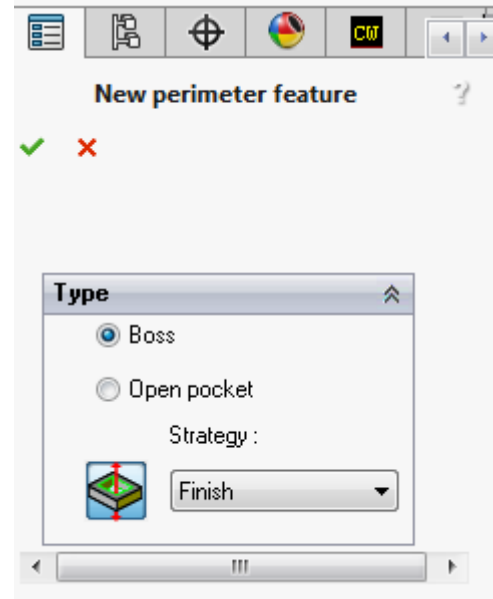 CW
New perimeter feature
?
Type
Boss
Open pocket
Strategy :
Finish